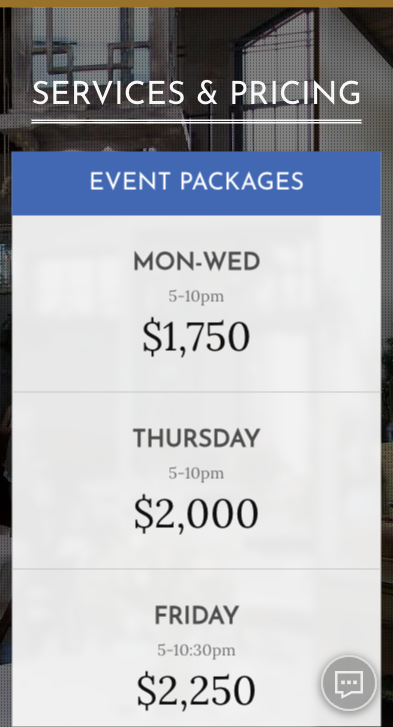 SERVICES & PRICING
EVENT PACKAGES
MON-WED
5-10pm
$1,750
THURSDAY
5-10pm
$2,000
FRIDAY
5-10:30pm
$2,250